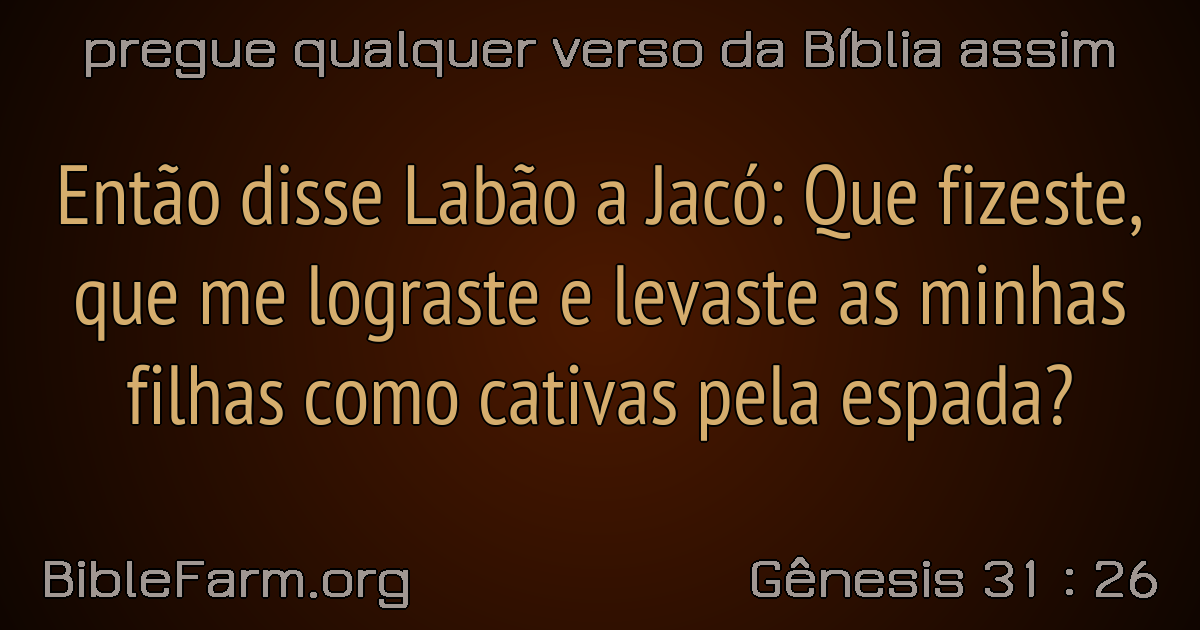 pregue qualquer verso da Bíblia assim
Então disse Labão a Jacó: Que fizeste,
que me lograste e levaste as minhas
filhas como cativas pela espada?
BibleFarm.org
Gênesis 31 : 26